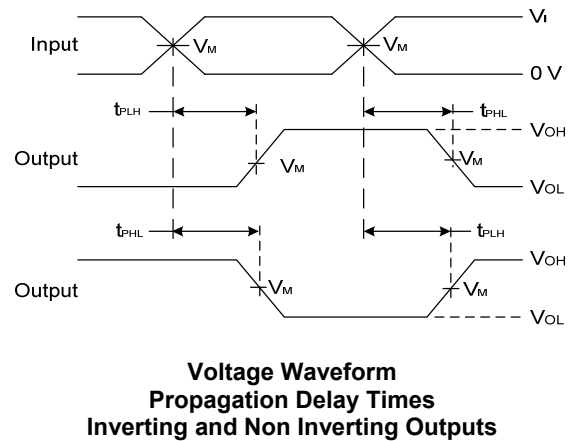 VI
Input VM VM
0 V
tPLH tPHL
VOH
Output VM VM
VOL
tPHL tPLH
VOH
Output VM VM
VOL
Voltage Waveform
Propagation Delay Times
Inverting and Non Inverting Outputs